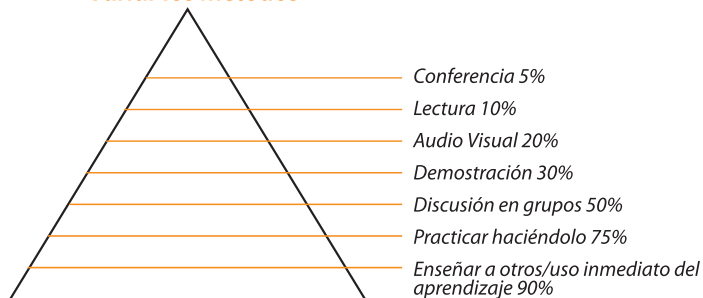 Conferencia 5%
Lectura 10%
Audio Visual 20%
Demostración 30%
Discusión en grupos 50%
Practicar haciéndolo 75%
Enseñar a otros/uso inmediato del
aprendizaje 90%